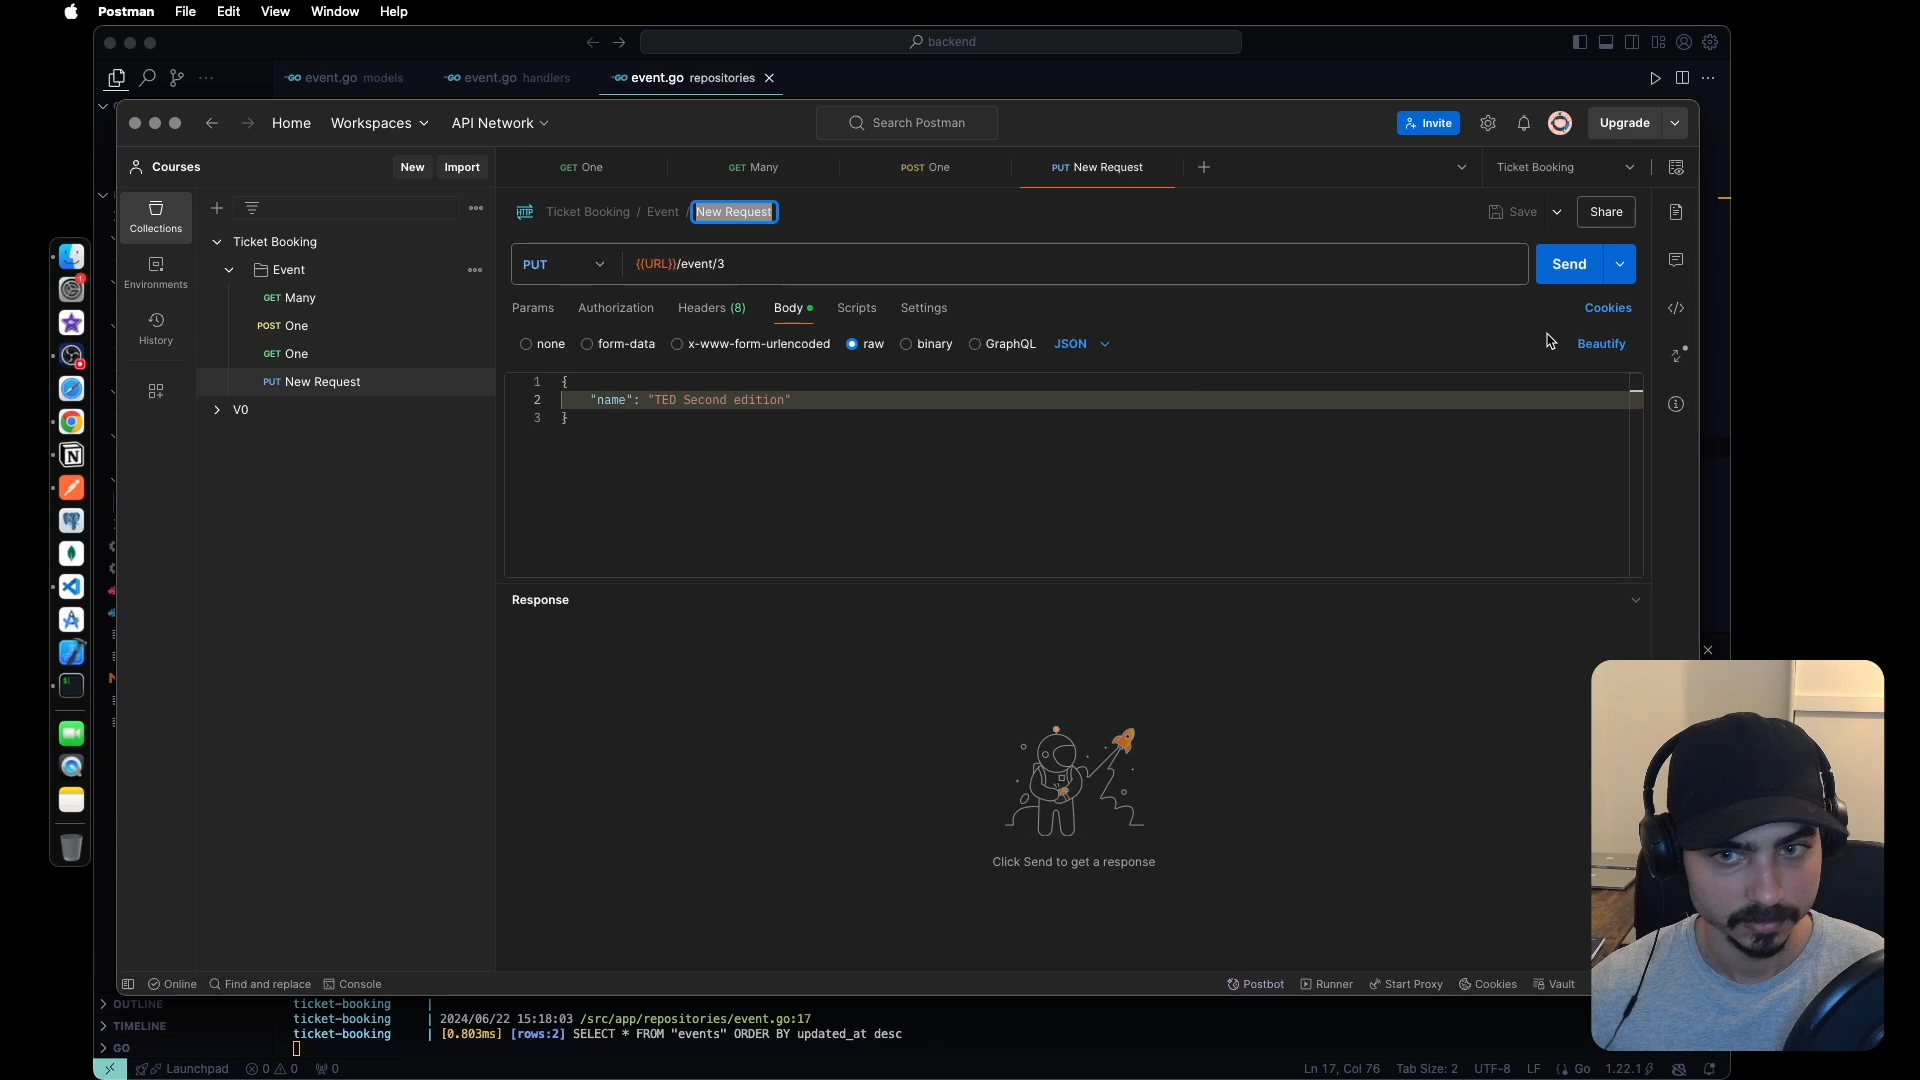 Postman File Edit View Window Help
backend
event.go models event.go handlers event.go repositories
Home Workspaces API Network Search Postman Invite Upgrade
Courses New Import GET One GET Many POST One PUT New Request Ticket Booking
Collections
Environments
History
Ticket Booking
Event
GET Many
POST One
GET One
PUT New Request
V0
HTTP Ticket Booking / Event / New Request Save Share
PUT {{URL}}/event/3 Send
Params Authorization Headers (8) Body Scripts Settings Cookies
none form-data x-www-form-urlencoded raw binary GraphQL JSON Beautify
1 {
2 "name": "TED Second edition"
3 }
Response
Click Send to get a response
Online Find and replace Console Postbot Runner Start Proxy Cookies Vault
OUTLINE
TIMELINE
GO
ticket-booking |
ticket-booking | 2024/06/22 15:18:03 /src/app/repositories/event.go:17
ticket-booking | [0.803ms] [rows:2] SELECT * FROM "events" ORDER BY updated_at desc
Launchpad 0 0 0 Ln 17, Col 76 Tab Size: 2 UTF-8 LF Go 1.22.1